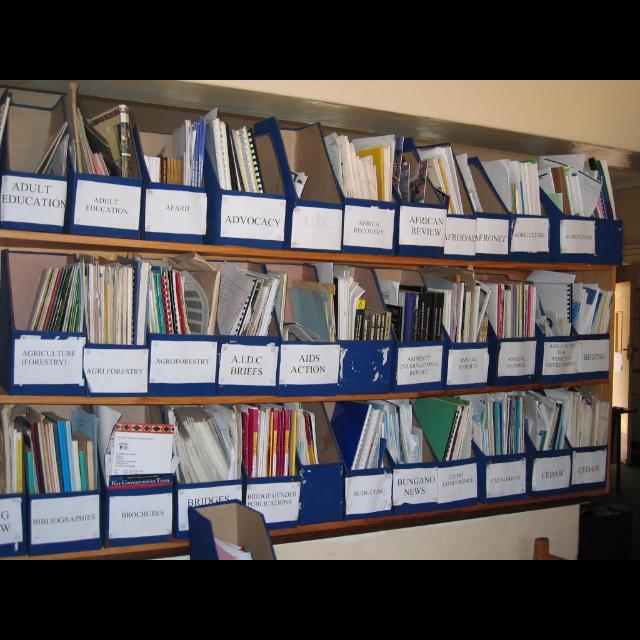 ADULT
EDUCATION
ADULT
EDUCATION
AFARD
ADVOCACY
AFRICA
RECOVERY
AFRICAN
REVIEW
AGRICULTURE
AGRICULTURE
AGRICULTURE
(FORESTRY)
AGRI FORESTRY
AGROFORESTRY
A.I.D.C
BRIEFS
AIDS
ACTION
AMNESTY
INTERNATIONAL
REPORT
ANNUAL
REPORTS
ANNUAL
REPORTS
BEIJING
BIBLIOGRAPHIES
BROCHURES
BRIDGES
BRIDGE GENDER
PUBLICATIONS
BUDGETING
BUNGANO
NEWS
CONFERENCE
CATALOGUES
CEDAW
CEDAW